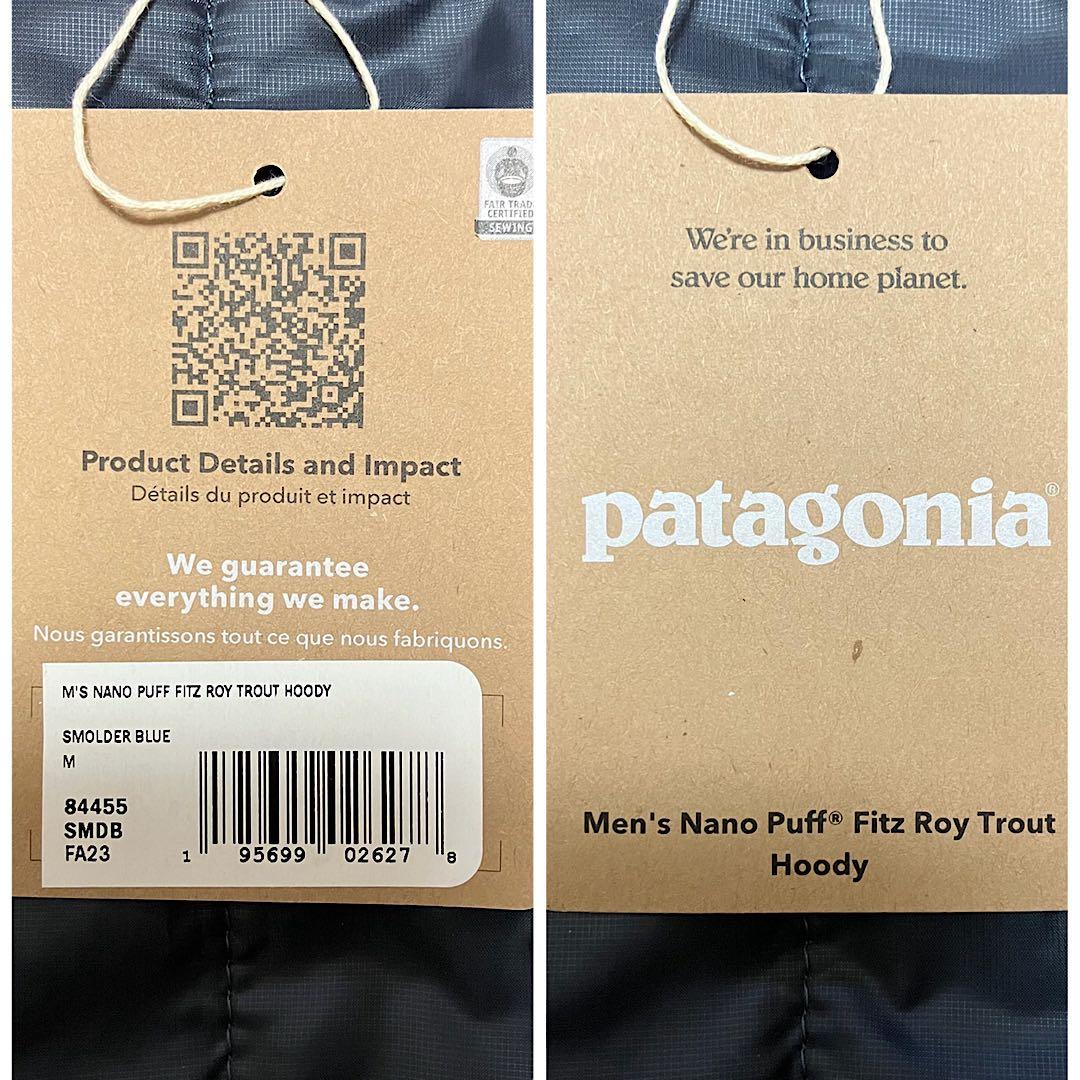 FAIR TRADE
CERTIFIED
SEWING
Product Details and Impact
Détails du produit et impact
We guarantee
everything we make.
Nous garantissons tout ce que nous fabriquons.
M'S NANO PUFF FITZ ROY TROUT HOODY
SMOLDER BLUE
M
84455
SMDB
FA23
1 95699 02627 8
We're in business to
save our home planet.
patagonia®
Men's Nano Puff® Fitz Roy Trout
Hoody